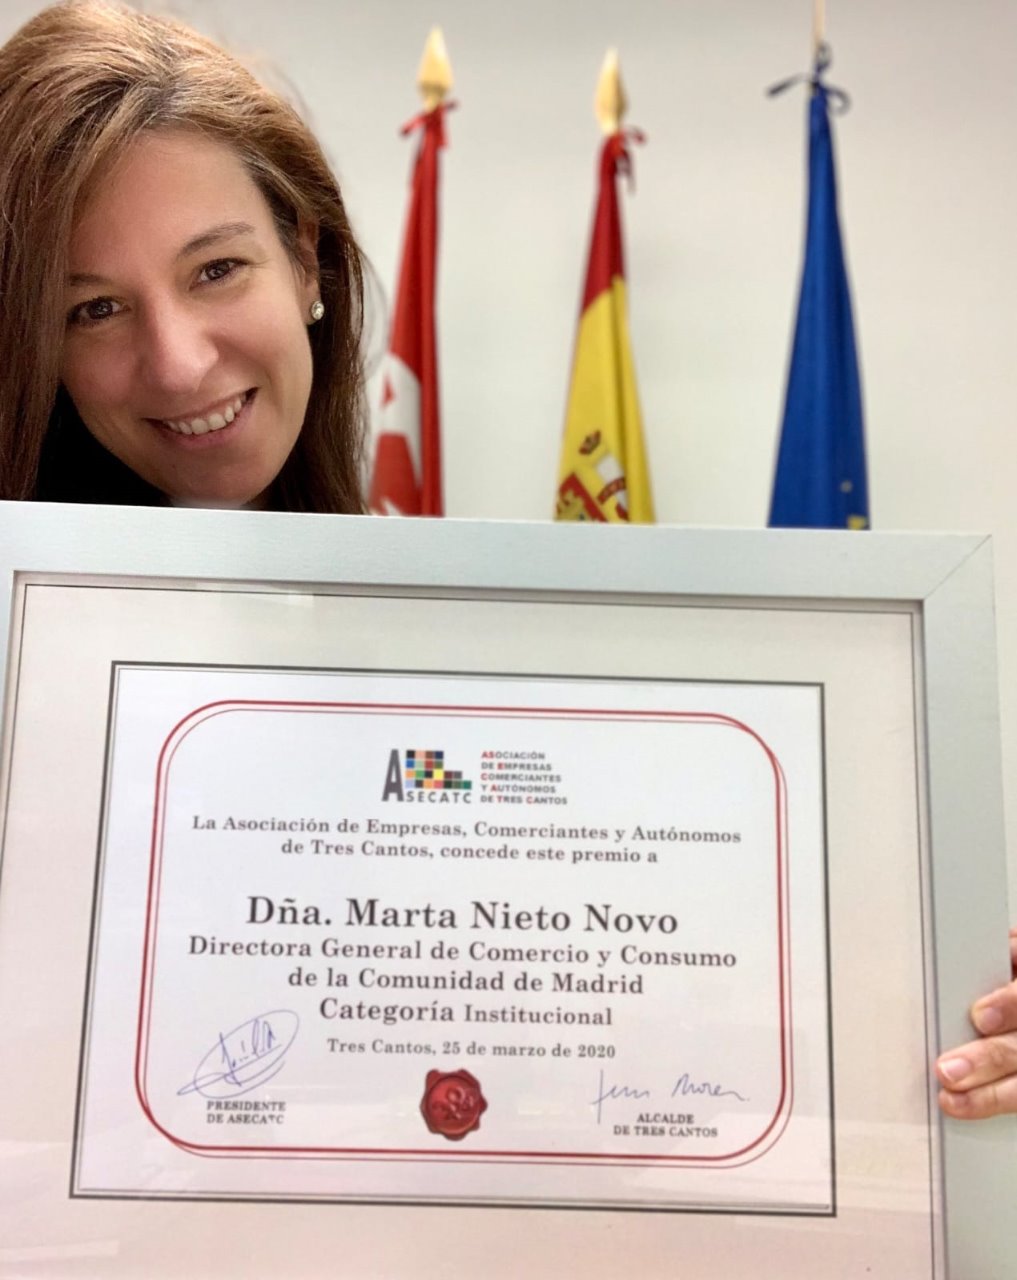 ASECATC
ASOCIACIÓN
DE EMPRESAS
COMERCIANTES
Y AUTÓNOMOS
DE TRES CANTOS
La Asociación de Empresas, Comerciantes y Autónomos
de Tres Cantos, concede este premio a
Dña. Marta Nieto Novo
Directora General de Comercio y Consumo
de la Comunidad de Madrid
Categoría Institucional
Tres Cantos, 25 de marzo de 2020
PRESIDENTE
DE ASECATC
ALCALDE
DE TRES CANTOS